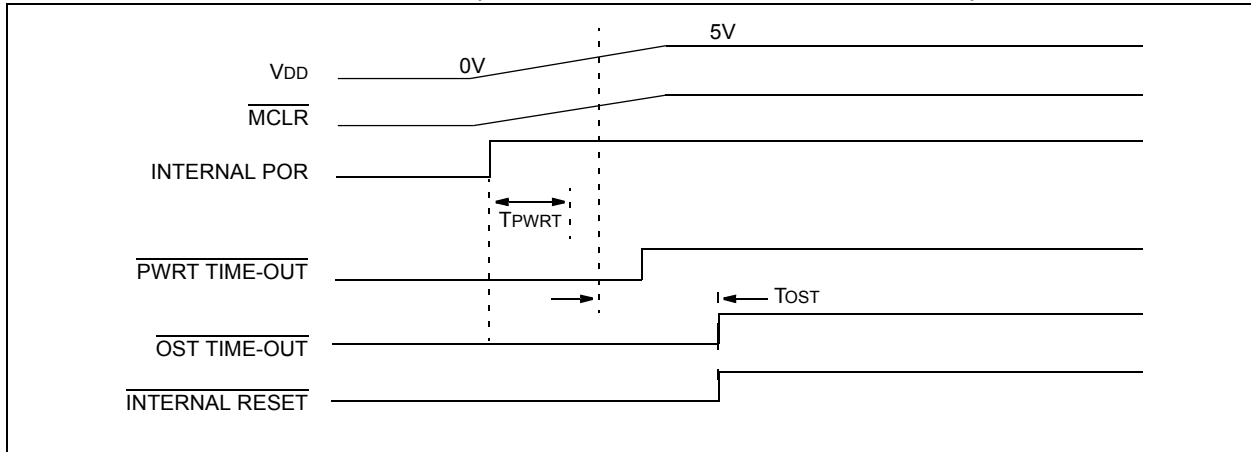 5V
VDD
0V
MCLR
INTERNAL POR
TPWRT
PWRT TIME-OUT
TOST
OST TIME-OUT
INTERNAL RESET